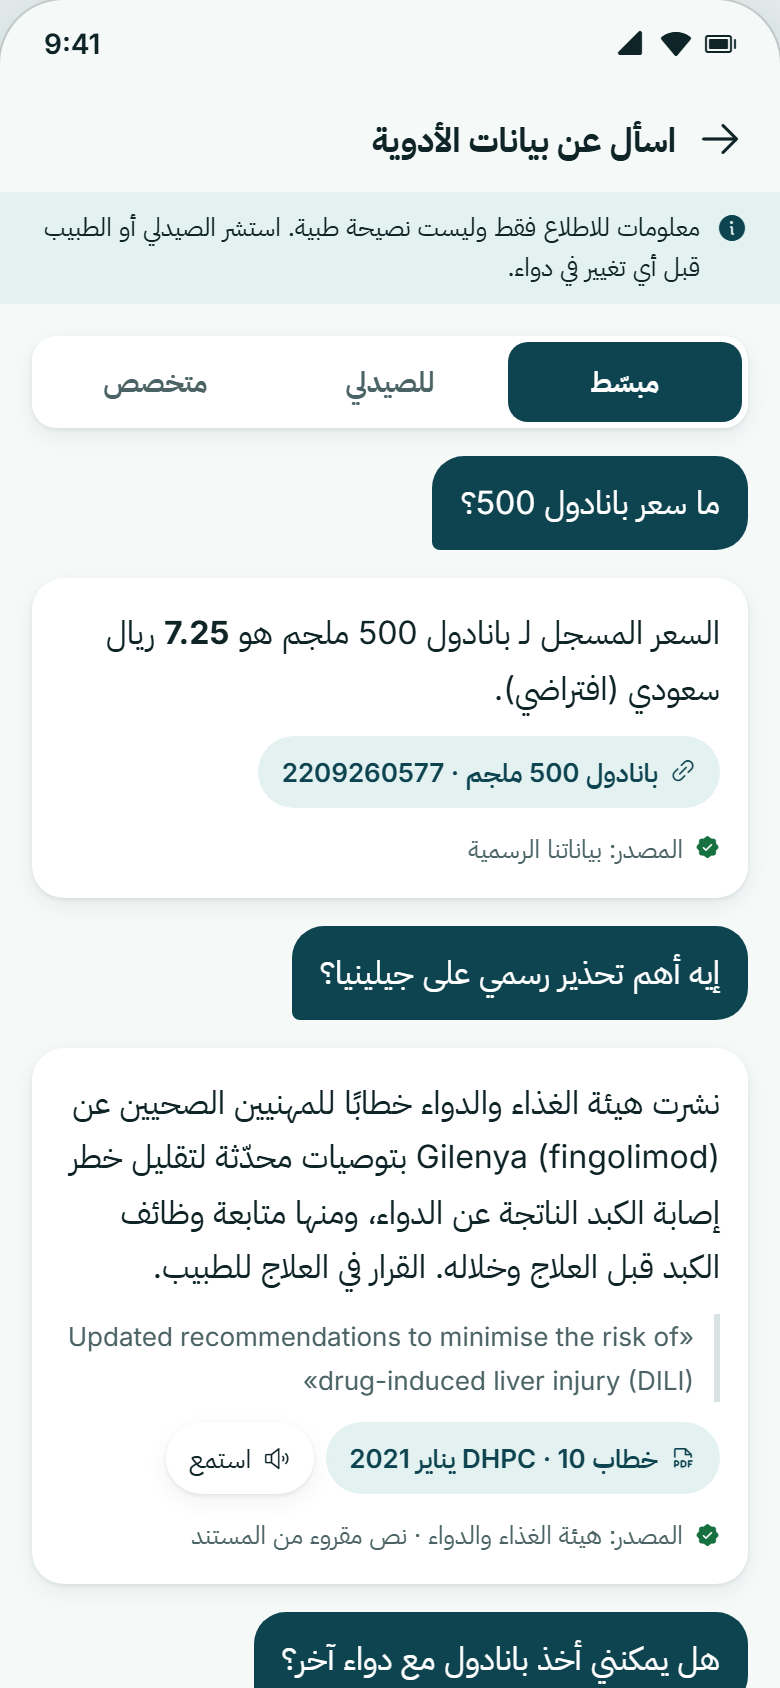 9:41
اسأل عن بيانات الأدوية
معلومات للاطلاع فقط وليست نصيحة طبية. استشر الصيدلي أو الطبيب
قبل أي تغيير في دواء.
مبسّط
للصيدلي
متخصص
ما سعر بانادول 500؟
السعر المسجل لـ بانادول 500 ملجم هو 7.25 ريال
سعودي (افتراضي).
بانادول 500 ملجم · 2209260577
المصدر: بياناتنا الرسمية
إيه أهم تحذير رسمي على جيلينيا؟
نشرت هيئة الغذاء والدواء خطابًا للمهنيين الصحيين عن
Gilenya (fingolimod) بتوصيات محدّثة لتقليل خطر
إصابة الكبد الناتجة عن الدواء، ومنها متابعة وظائف
الكبد قبل العلاج وخلاله. القرار في العلاج للطبيب.
«Updated recommendations to minimise the risk of
drug-induced liver injury (DILI)»
خطاب DHPC · 10 يناير 2021
استمع
المصدر: هيئة الغذاء والدواء · نص مقروء من المستند
هل يمكنني أخذ بانادول مع دواء آخر؟